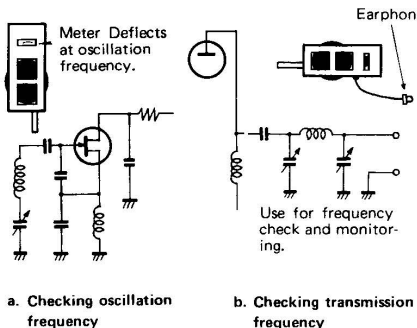 Meter Deflects
at oscillation
frequency.
Earphon
Use for frequency
check and monitor-
ing.
a. Checking oscillation
frequency
b. Checking transmission
frequency